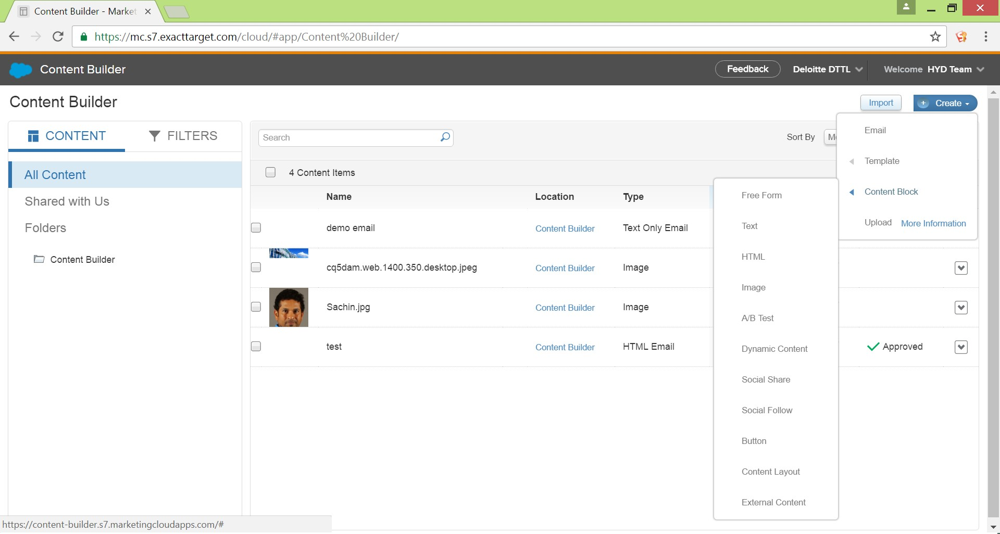 Content Builder - Market
https://mc.s7.exacttarget.com/cloud/#app/Content%20Builder/
Content Builder
Feedback
Deloitte DTTL
Welcome HYD Team
Content Builder
Import
+ Create
CONTENT
FILTERS
Search
Sort By
Email
Template
Content Block
Upload More Information
All Content
Shared with Us
Folders
Content Builder
4 Content Items
Name Location Type
demo email Content Builder Text Only Email
cq5dam.web.1400.350.desktop.jpeg Content Builder Image
Sachin.jpg Content Builder Image
test Content Builder HTML Email Approved
Free Form
Text
HTML
Image
A/B Test
Dynamic Content
Social Share
Social Follow
Button
Content Layout
External Content
https://content-builder.s7.marketingcloudapps.com/#